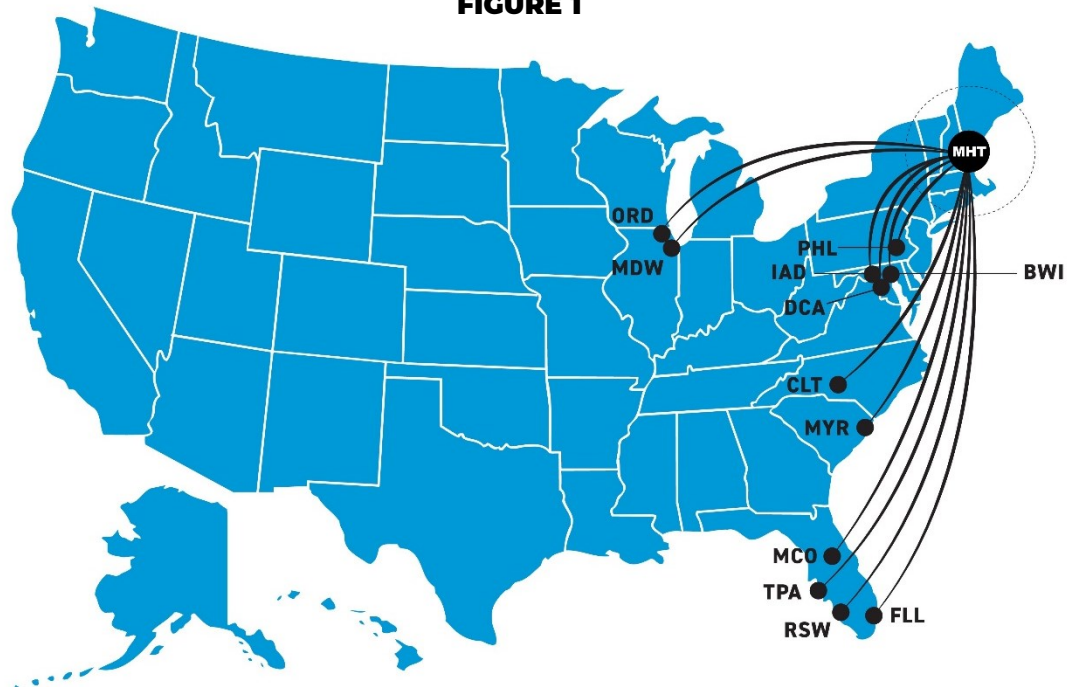 FIGURE 1
MHT
ORD
MDW
PHL
IAD
BWI
DCA
CLT
MYR
MCO
TPA
RSW
FLL